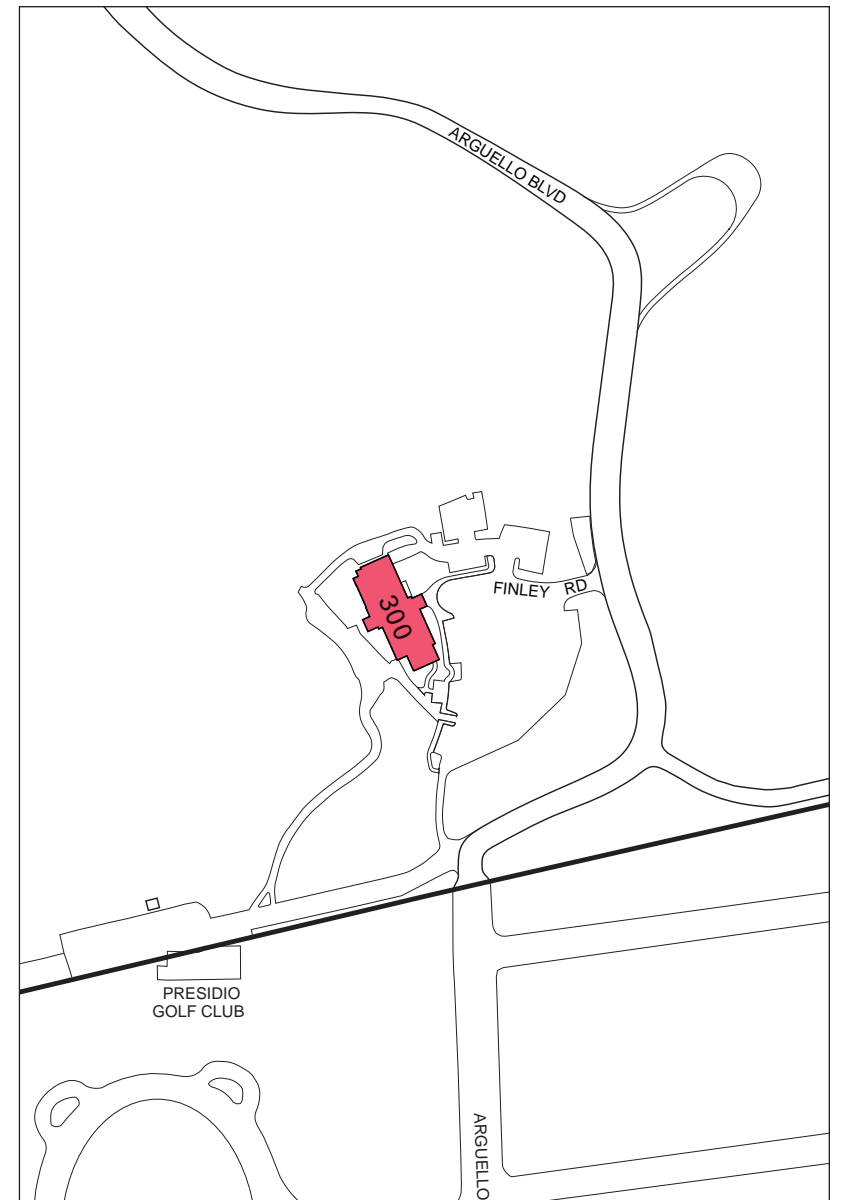 ARGUELLO BLVD
FINLEY RD
300
PRESIDIO
GOLF CLUB
ARGUELLO